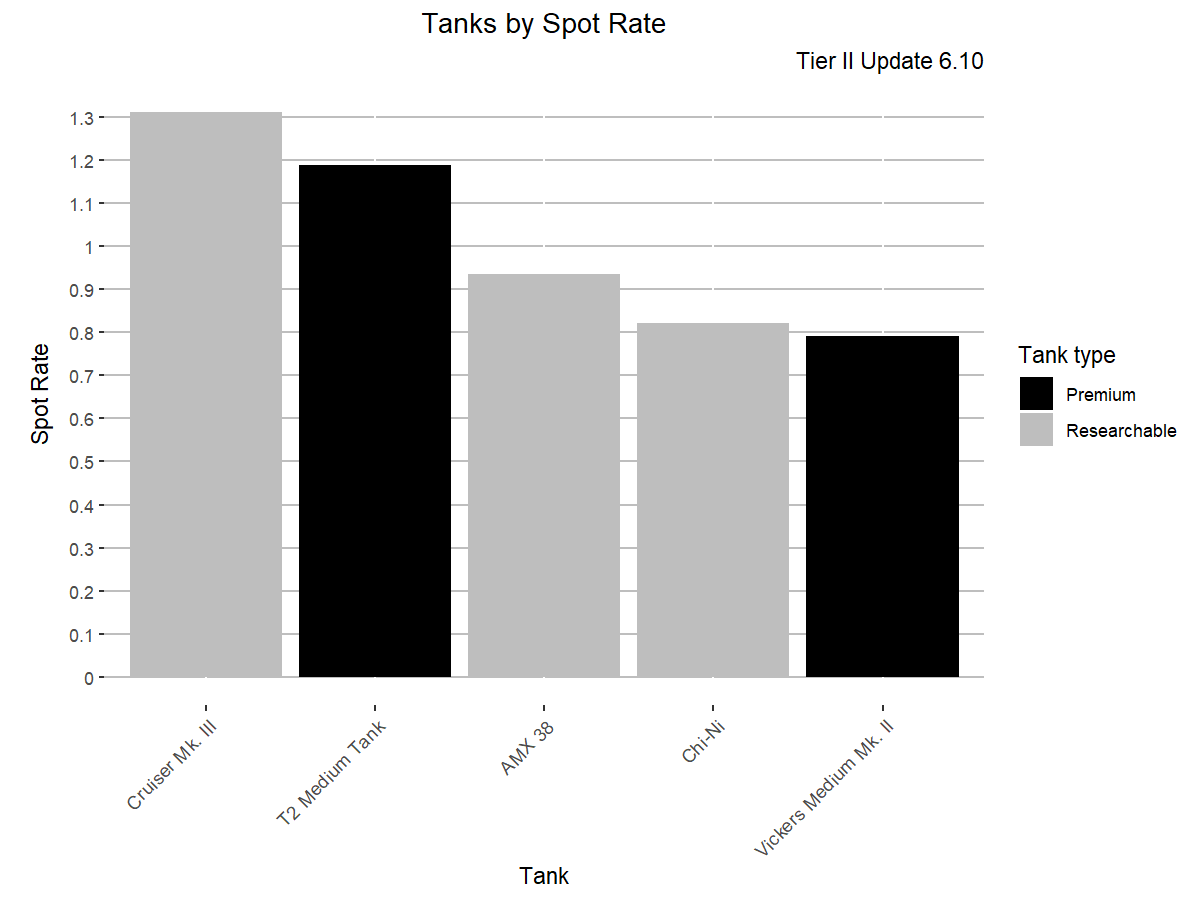 Tanks by Spot Rate
Tier II Update 6.10
1.3
1.2
1.1
1
0.9
0.8
0.7
0.6
0.5
0.4
0.3
0.2
0.1
0
Spot Rate
Cruiser Mk. III
T2 Medium Tank
AMX 38
Chi-Ni
Vickers Medium Mk. II
Tank
Tank type
Premium
Researchable